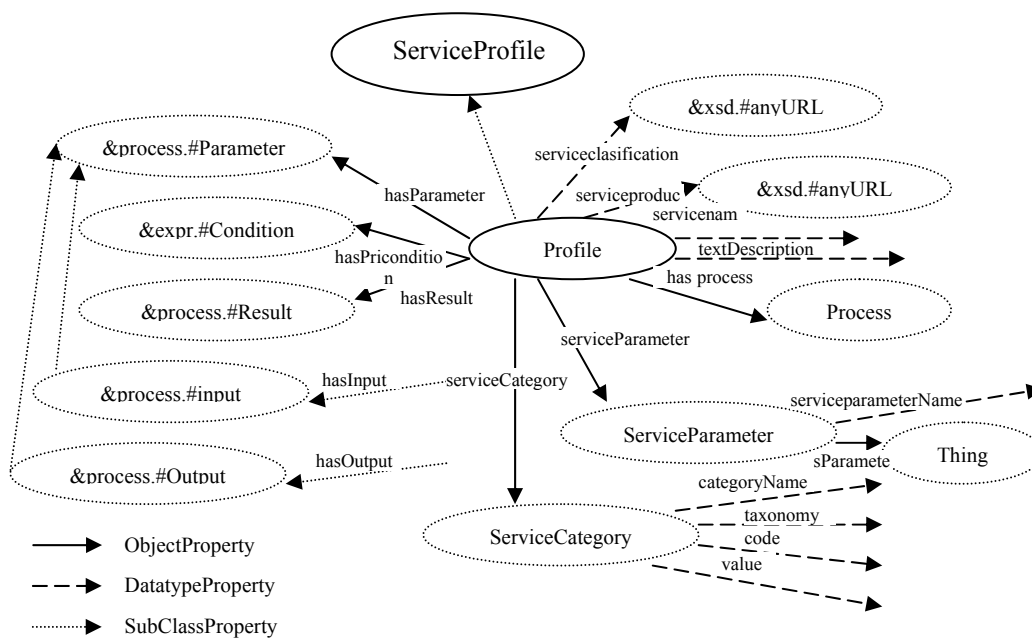 ServiceProfile
&xsd.#anyURL
&process.#Parameter
serviceclasification
hasParameter
serviceproduc
&xsd.#anyURL
servicenam
&expr.#Condition
Profile
textDescription
hasPriconditio
n
has process
hasResult
&process.#Result
Process
serviceParameter
hasInput
serviceCategory
&process.#input
serviceparameterName
ServiceParameter
sParamete
Thing
hasOutput
&process.#Output
categoryName
taxonomy
code
ServiceCategory
value
ObjectProperty
DatatypeProperty
SubClassProperty